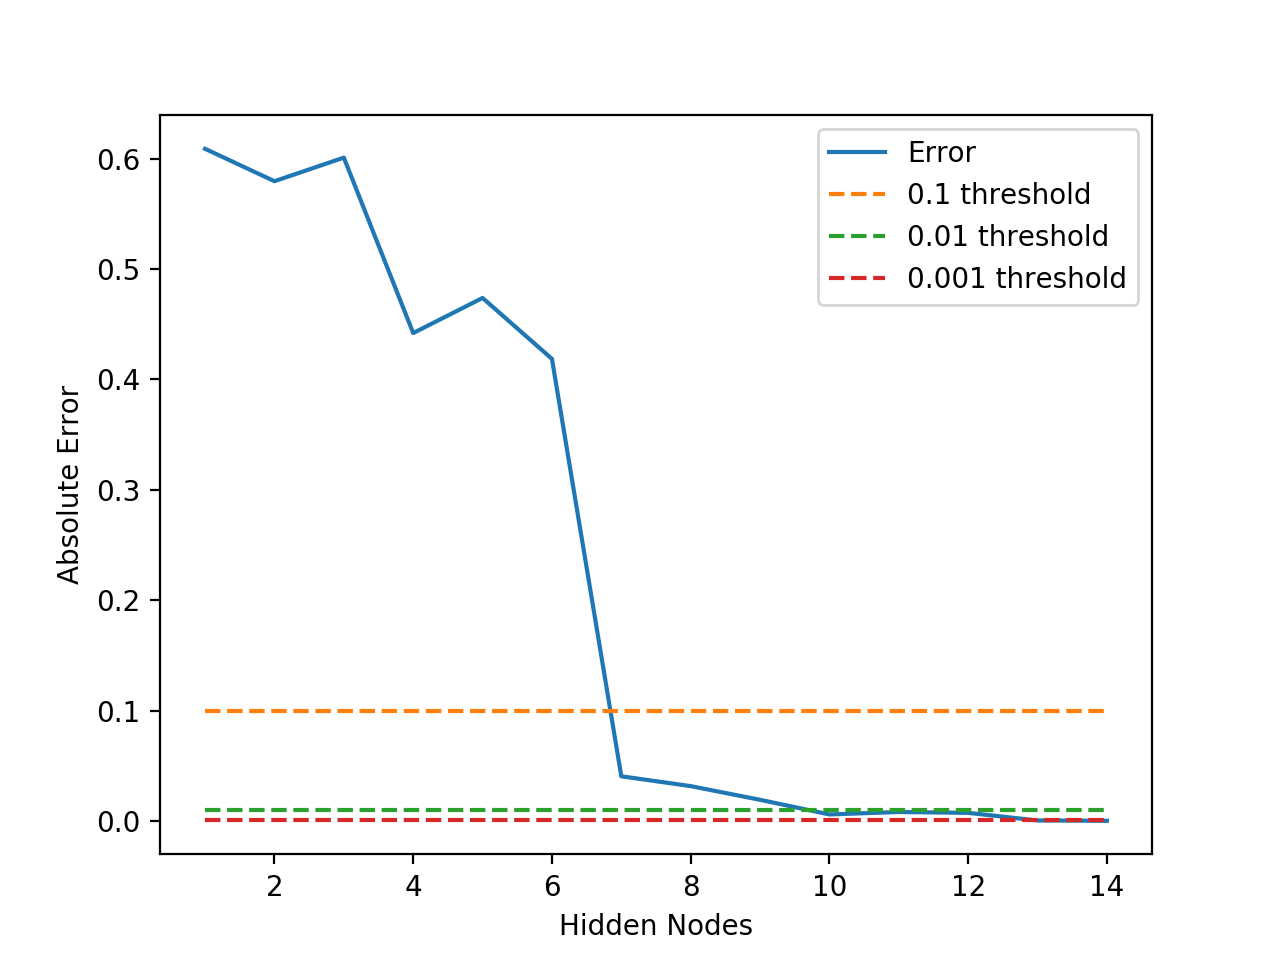 Error
0.1 threshold
0.01 threshold
0.001 threshold
0.6
0.5
0.4
0.3
0.2
0.1
0.0
Absolute Error
2 4 6 8 10 12 14
Hidden Nodes